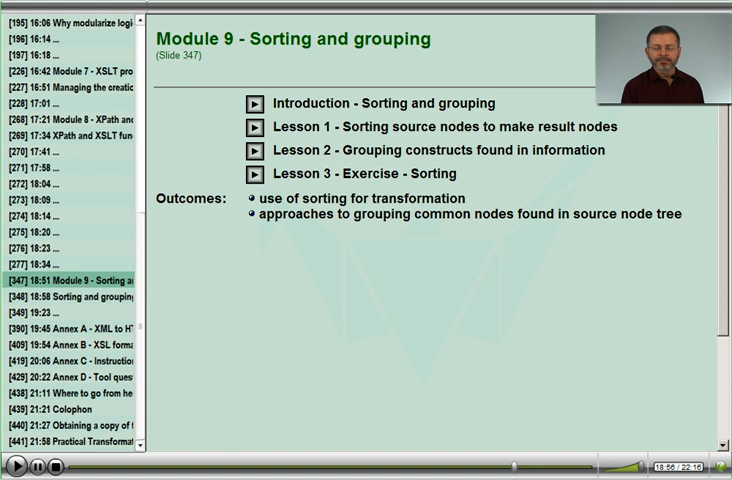 [195] 16:06 Why modularize logi
[196] 16:14 ...
[197] 16:18 ...
[226] 16:42 Module 7 - XSLT pro
[227] 16:51 Managing the creatio
[228] 17:01 ...
[268] 17:21 Module 8 - XPath and
[269] 17:34 XPath and XSLT fun
[270] 17:41 ...
[271] 17:58 ...
[272] 18:04 ...
[273] 18:09 ...
[274] 18:14 ...
[275] 18:20 ...
[276] 18:23 ...
[277] 18:34 ...
[347] 18:51 Module 9 - Sorting an
[348] 18:58 Sorting and grouping
[349] 19:23 ...
[390] 19:45 Annex A - XML to HT
[409] 19:54 Annex B - XSL forma
[419] 20:06 Annex C - Instruction
[429] 20:22 Annex D - Tool ques
[438] 21:11 Where to go from he
[439] 21:21 Colophon
[440] 21:27 Obtaining a copy of t
[441] 21:58 Practical Transformat
Module 9 - Sorting and grouping
(Slide 347)
Introduction - Sorting and grouping
Lesson 1 - Sorting source nodes to make result nodes
Lesson 2 - Grouping constructs found in information
Lesson 3 - Exercise - Sorting
Outcomes:
use of sorting for transformation
approaches to grouping common nodes found in source node tree
18:56 / 22:16